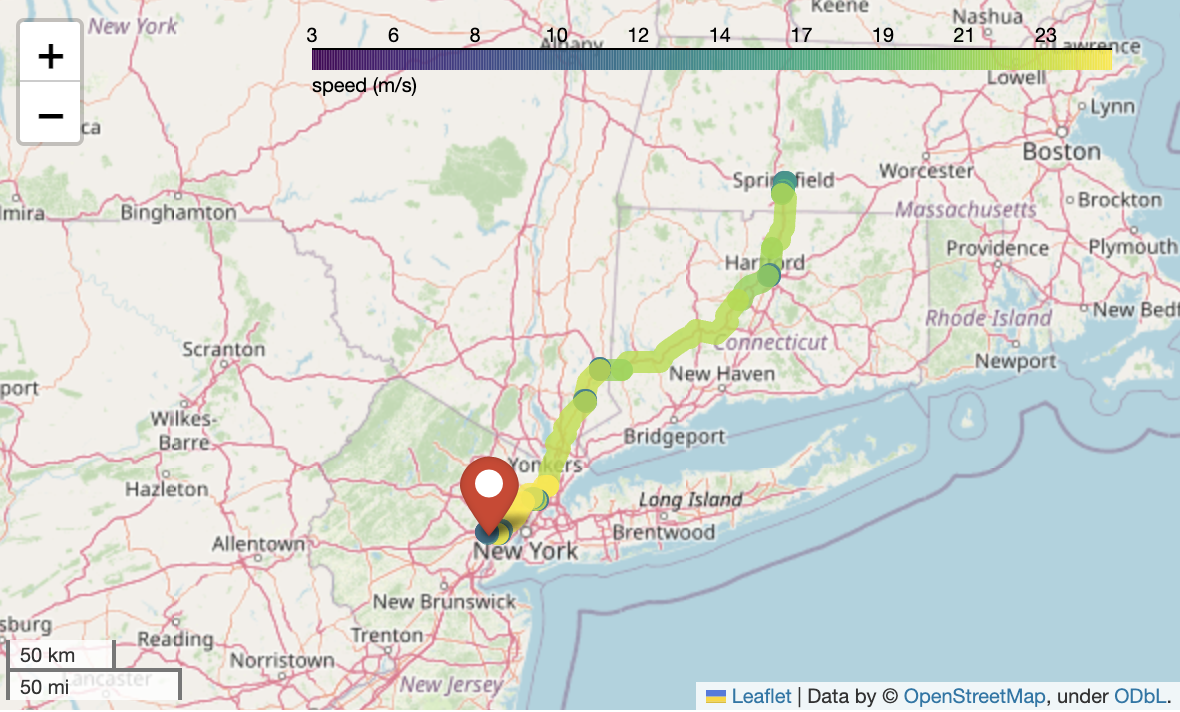 Keene
New York
Nashua
3 6 8 10 12 14 17 19 21 23
+
Albany
Lawrence
Lowell
speed (m/s)
−
Lynn
ca
Boston
Worcester
Springfield
Brockton
lmira
Binghamton
Massachusetts
Providence
Plymouth
Hartford
New Bedf
Rhode Island
Connecticut
Scranton
Newport
New Haven
port
Wilkes-
Barre
Bridgeport
Yonkers
Hazleton
Long Island
Brentwood
Allentown
New York
New Brunswick
sburg
Reading
Trenton
50 km
Norristown
Lancaster
New Jersey
50 mi
Leaflet | Data by © OpenStreetMap, under ODbL.